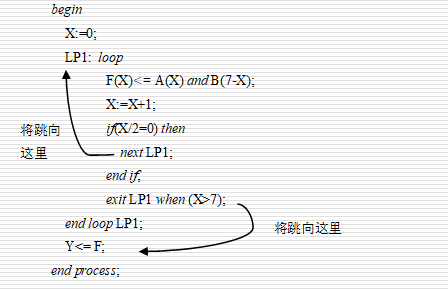 begin
X:=0;
LP1: loop
F(X)<= A(X) and B(7-X);
X:=X+1;
将跳向
这里
if(X/2=0) then
next LP1;
end if;
exit LP1 when (X>7);
将跳向这里
end loop LP1;
Y<= F;
end process;